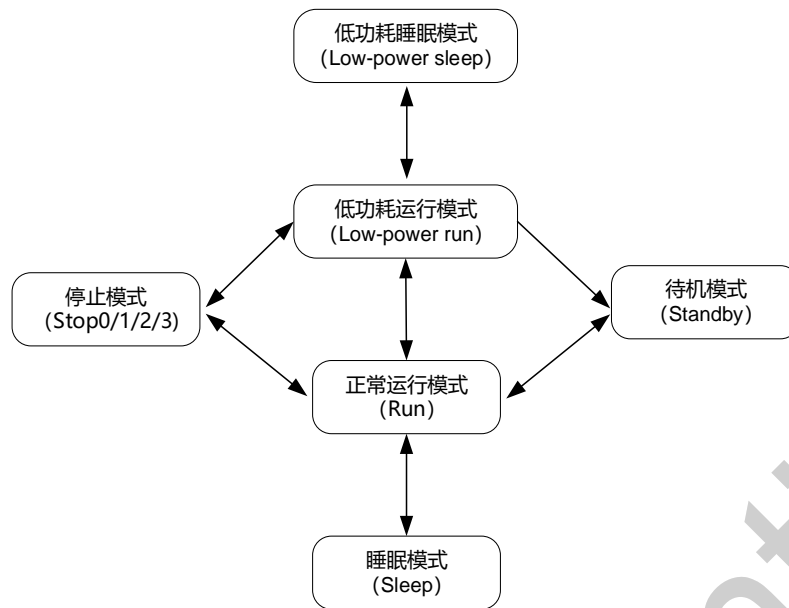 低功耗睡眠模式
(Low-power sleep)
低功耗运行模式
(Low-power run)
停止模式
(Stop0/1/2/3)
待机模式
(Standby)
正常运行模式
(Run)
睡眠模式
(Sleep)